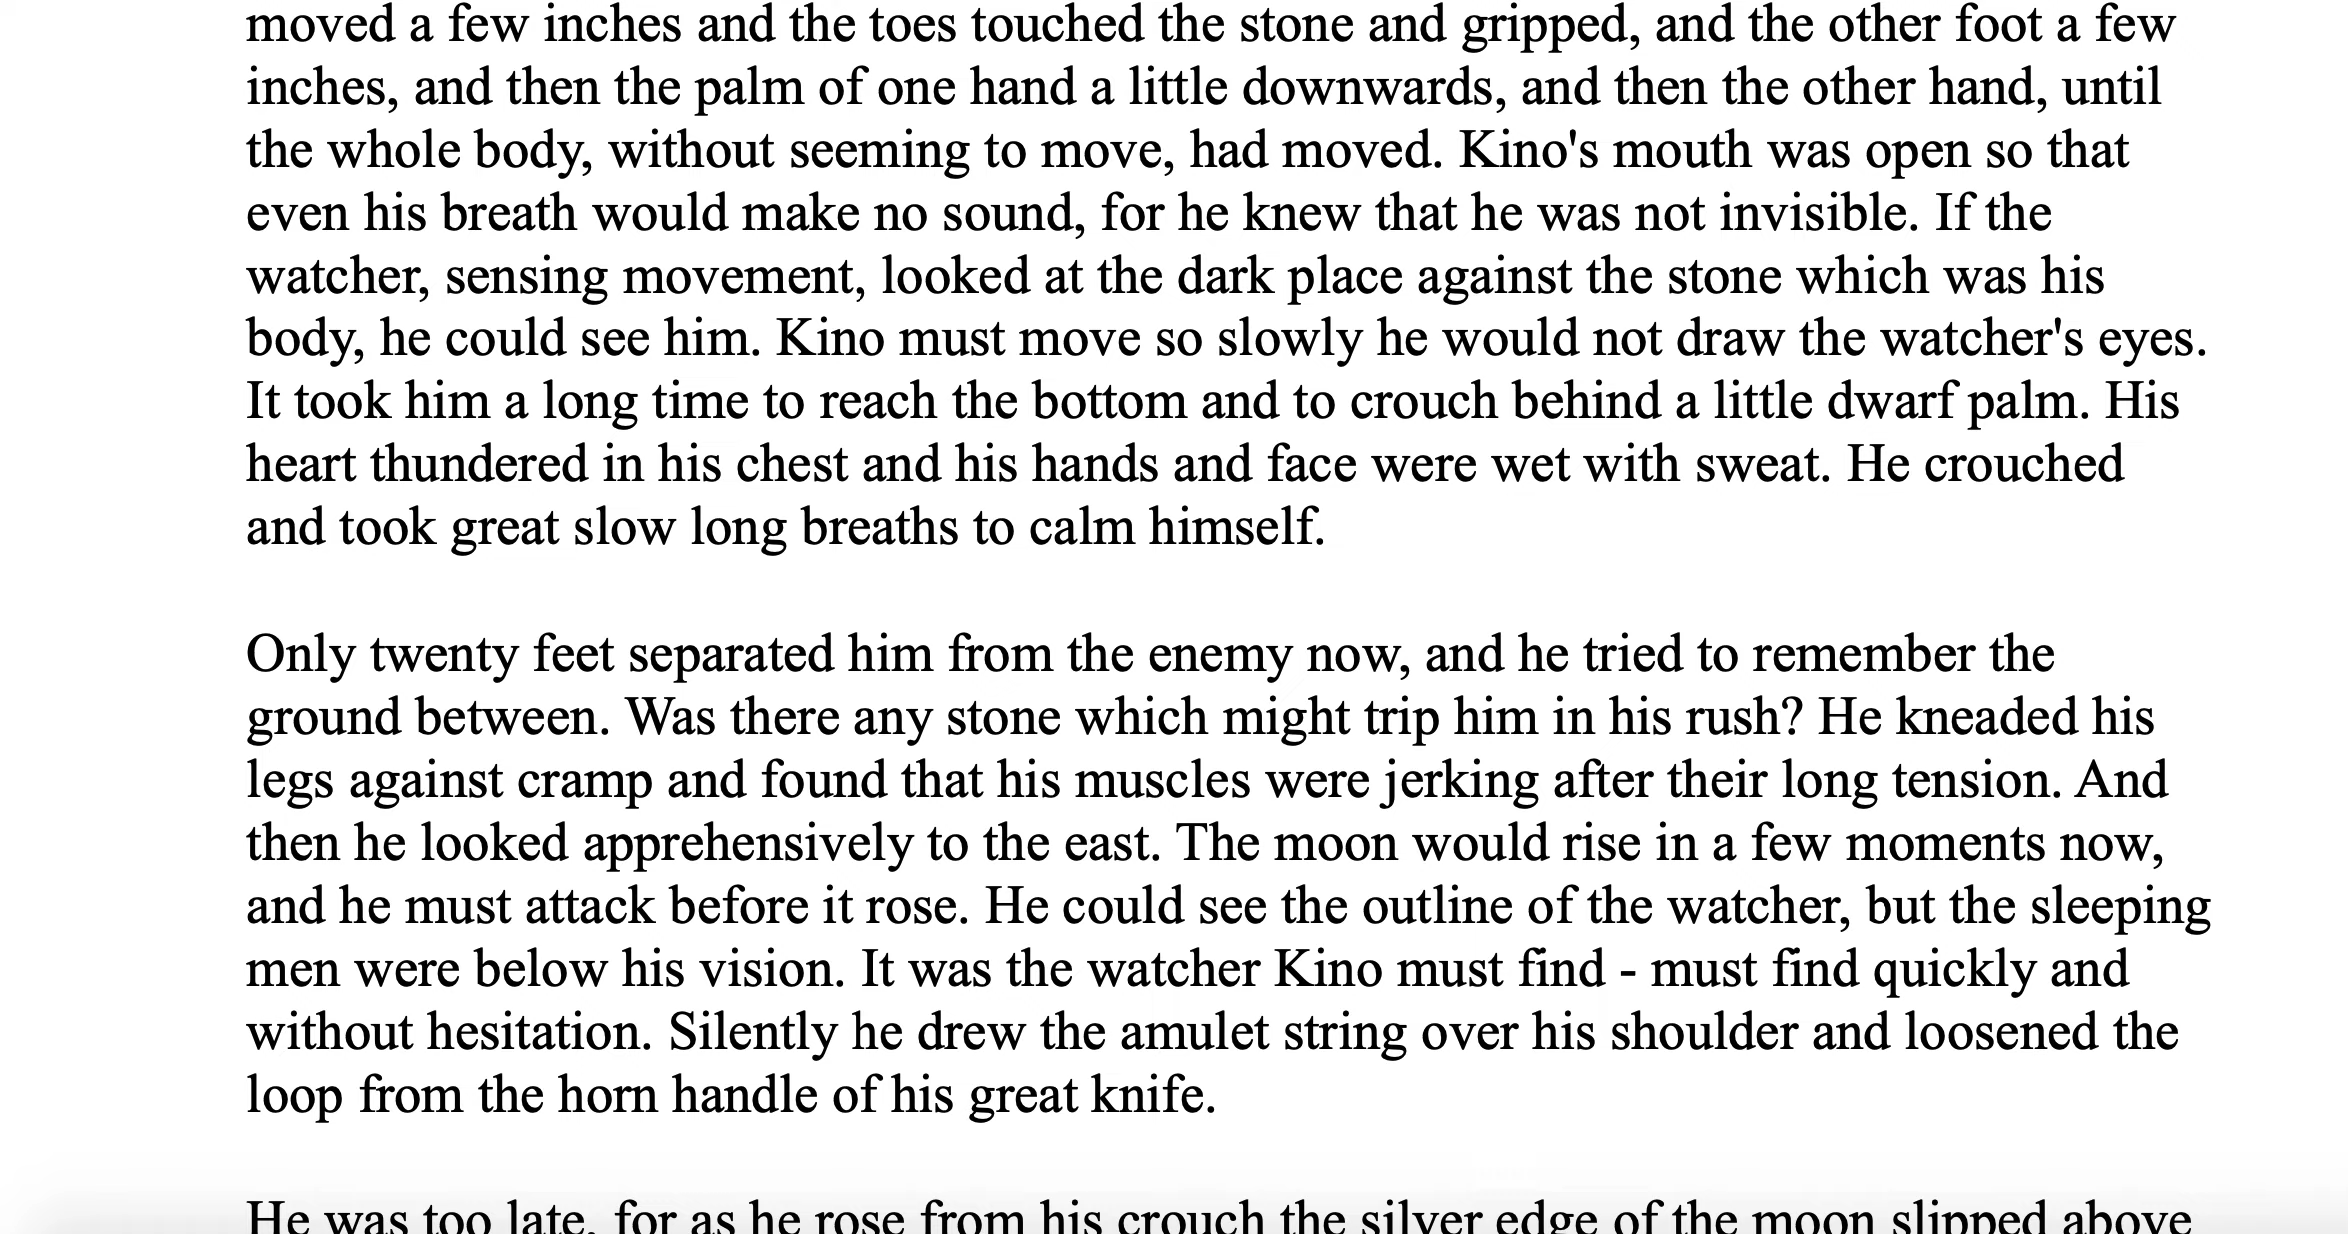 moved a few inches and the toes touched the stone and gripped, and the other foot a few
inches, and then the palm of one hand a little downwards, and then the other hand, until
the whole body, without seeming to move, had moved. Kino's mouth was open so that
even his breath would make no sound, for he knew that he was not invisible. If the
watcher, sensing movement, looked at the dark place against the stone which was his
body, he could see him. Kino must move so slowly he would not draw the watcher's eyes.
It took him a long time to reach the bottom and to crouch behind a little dwarf palm. His
heart thundered in his chest and his hands and face were wet with sweat. He crouched
and took great slow long breaths to calm himself.
Only twenty feet separated him from the enemy now, and he tried to remember the
ground between. Was there any stone which might trip him in his rush? He kneaded his
legs against cramp and found that his muscles were jerking after their long tension. And
then he looked apprehensively to the east. The moon would rise in a few moments now,
and he must attack before it rose. He could see the outline of the watcher, but the sleeping
men were below his vision. It was the watcher Kino must find - must find quickly and
without hesitation. Silently he drew the amulet string over his shoulder and loosened the
loop from the horn handle of his great knife.
He was too late, for as he rose from his crouch the silver edge of the moon slipped above